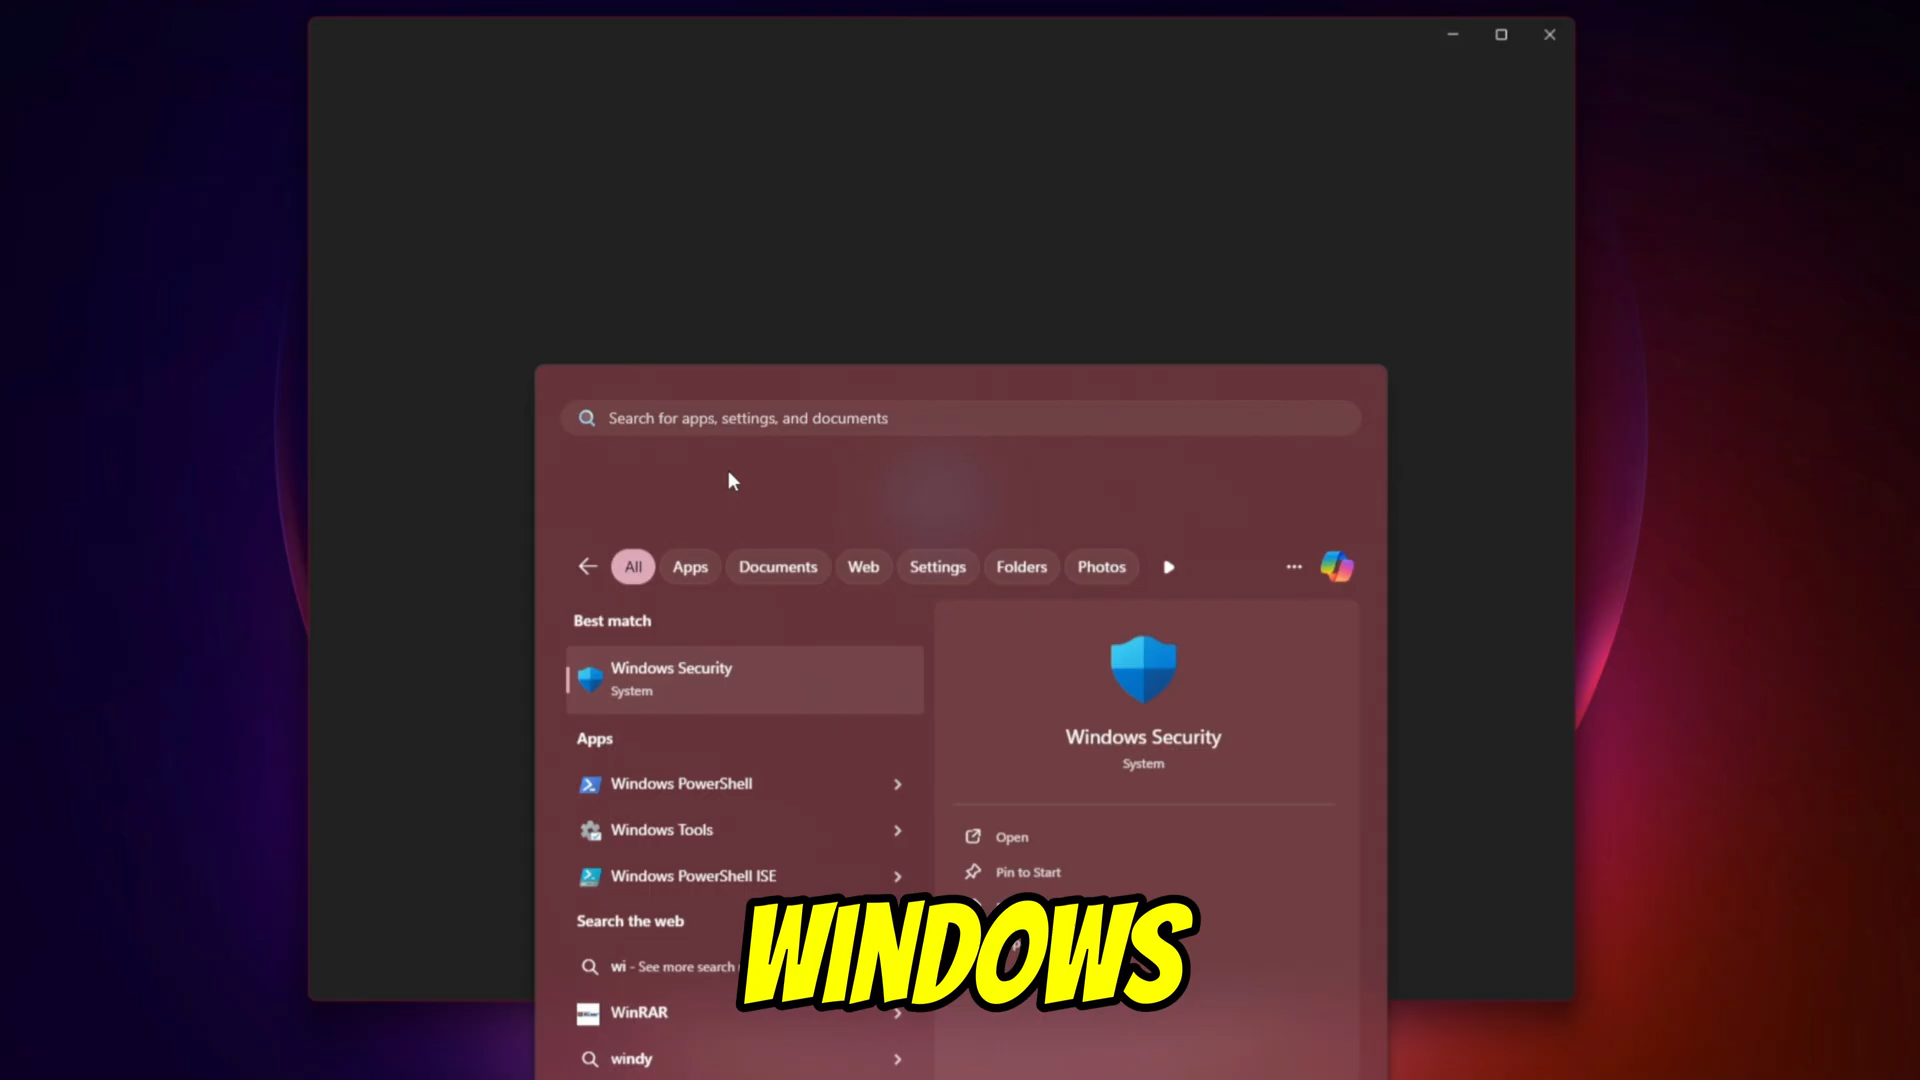 Search for apps, settings, and documents
All Apps Documents Web Settings Folders Photos
Best match
Windows Security
System
Apps
Windows PowerShell
Windows Tools
Windows PowerShell ISE
Search the web
wi - See more search
WinRAR
windy
Windows Security
System
Open
Pin to Start
WINDOWS